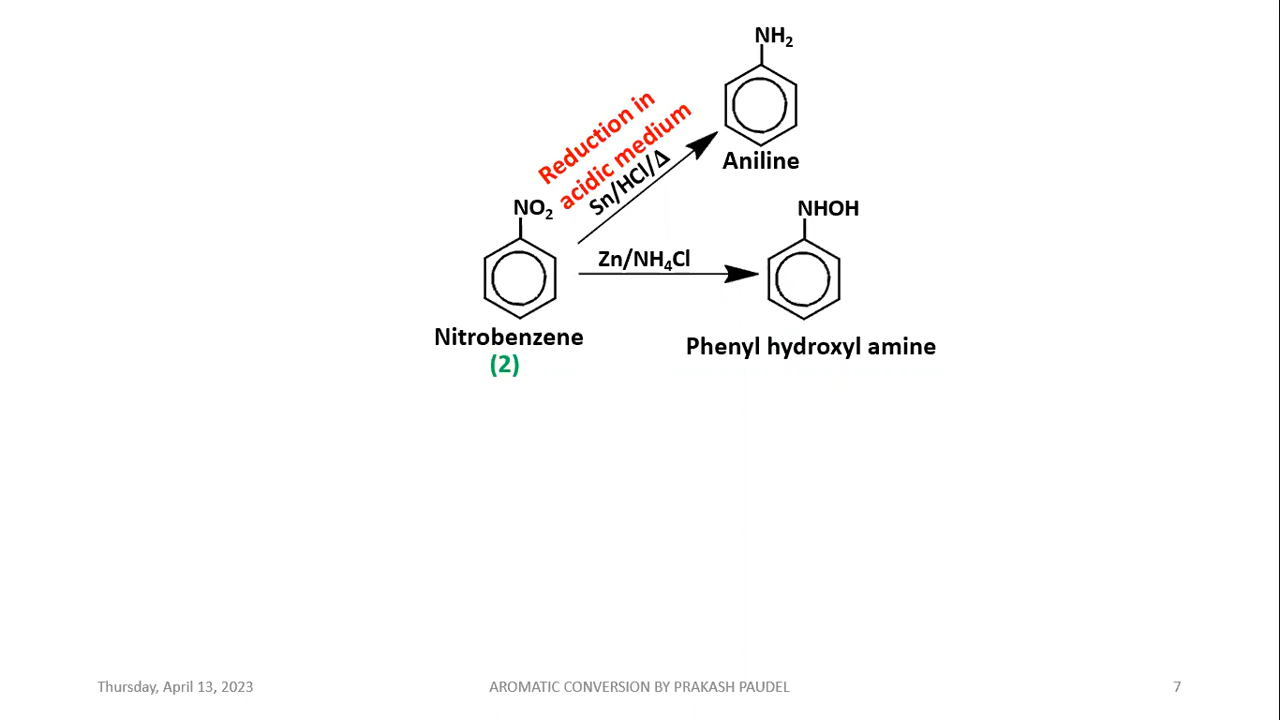 NH₂
Reduction in
acidic medium
Sn/HCl/Δ
Aniline
NO₂
NHOH
Zn/NH₄Cl
Nitrobenzene
(2)
Phenyl hydroxyl amine
Thursday, April 13, 2023
AROMATIC CONVERSION BY PRAKASH PAUDEL
7